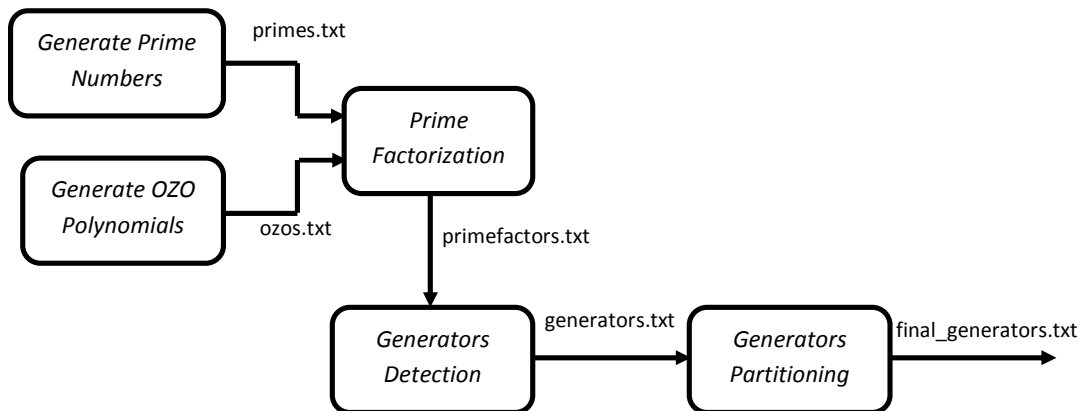 Generate Prime
Numbers
primes.txt
Prime
Factorization
Generate OZO
Polynomials
ozos.txt
primefactors.txt
Generators
Detection
generators.txt
Generators
Partitioning
final_generators.txt